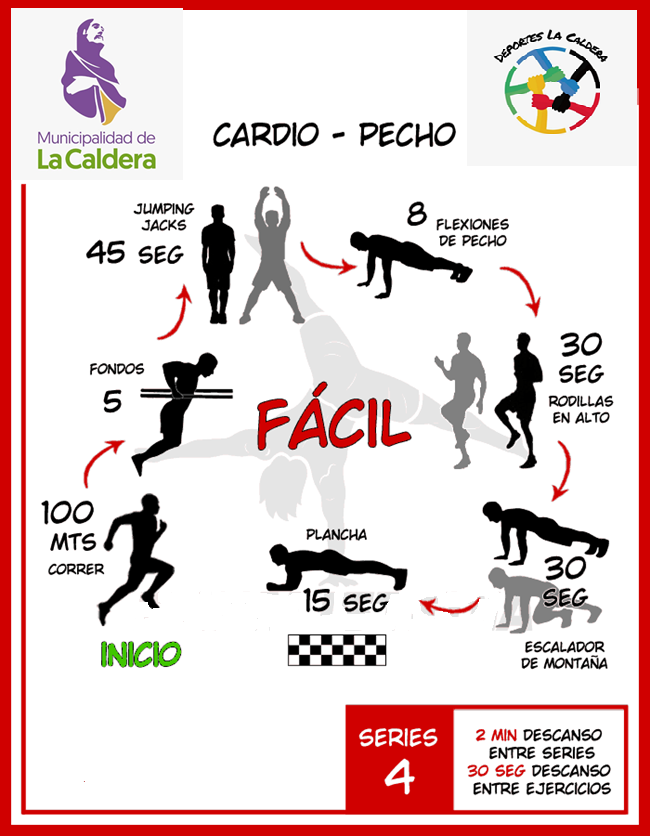 Municipalidad de
La Caldera
DEPORTES LA CALDERA
CARDIO - PECHO
JUMPING
JACKS
45 SEG
8 FLEXIONES
DE PECHO
30
SEG
RODILLAS
EN ALTO
FONDOS
5
FÁCIL
100
MTS
CORRER
INICIO
PLANCHA
15 SEG
30
SEG
ESCALADOR
DE MONTAÑA
SERIES
4
2 MIN DESCANSO
ENTRE SERIES
30 SEG DESCANSO
ENTRE EJERCICIOS